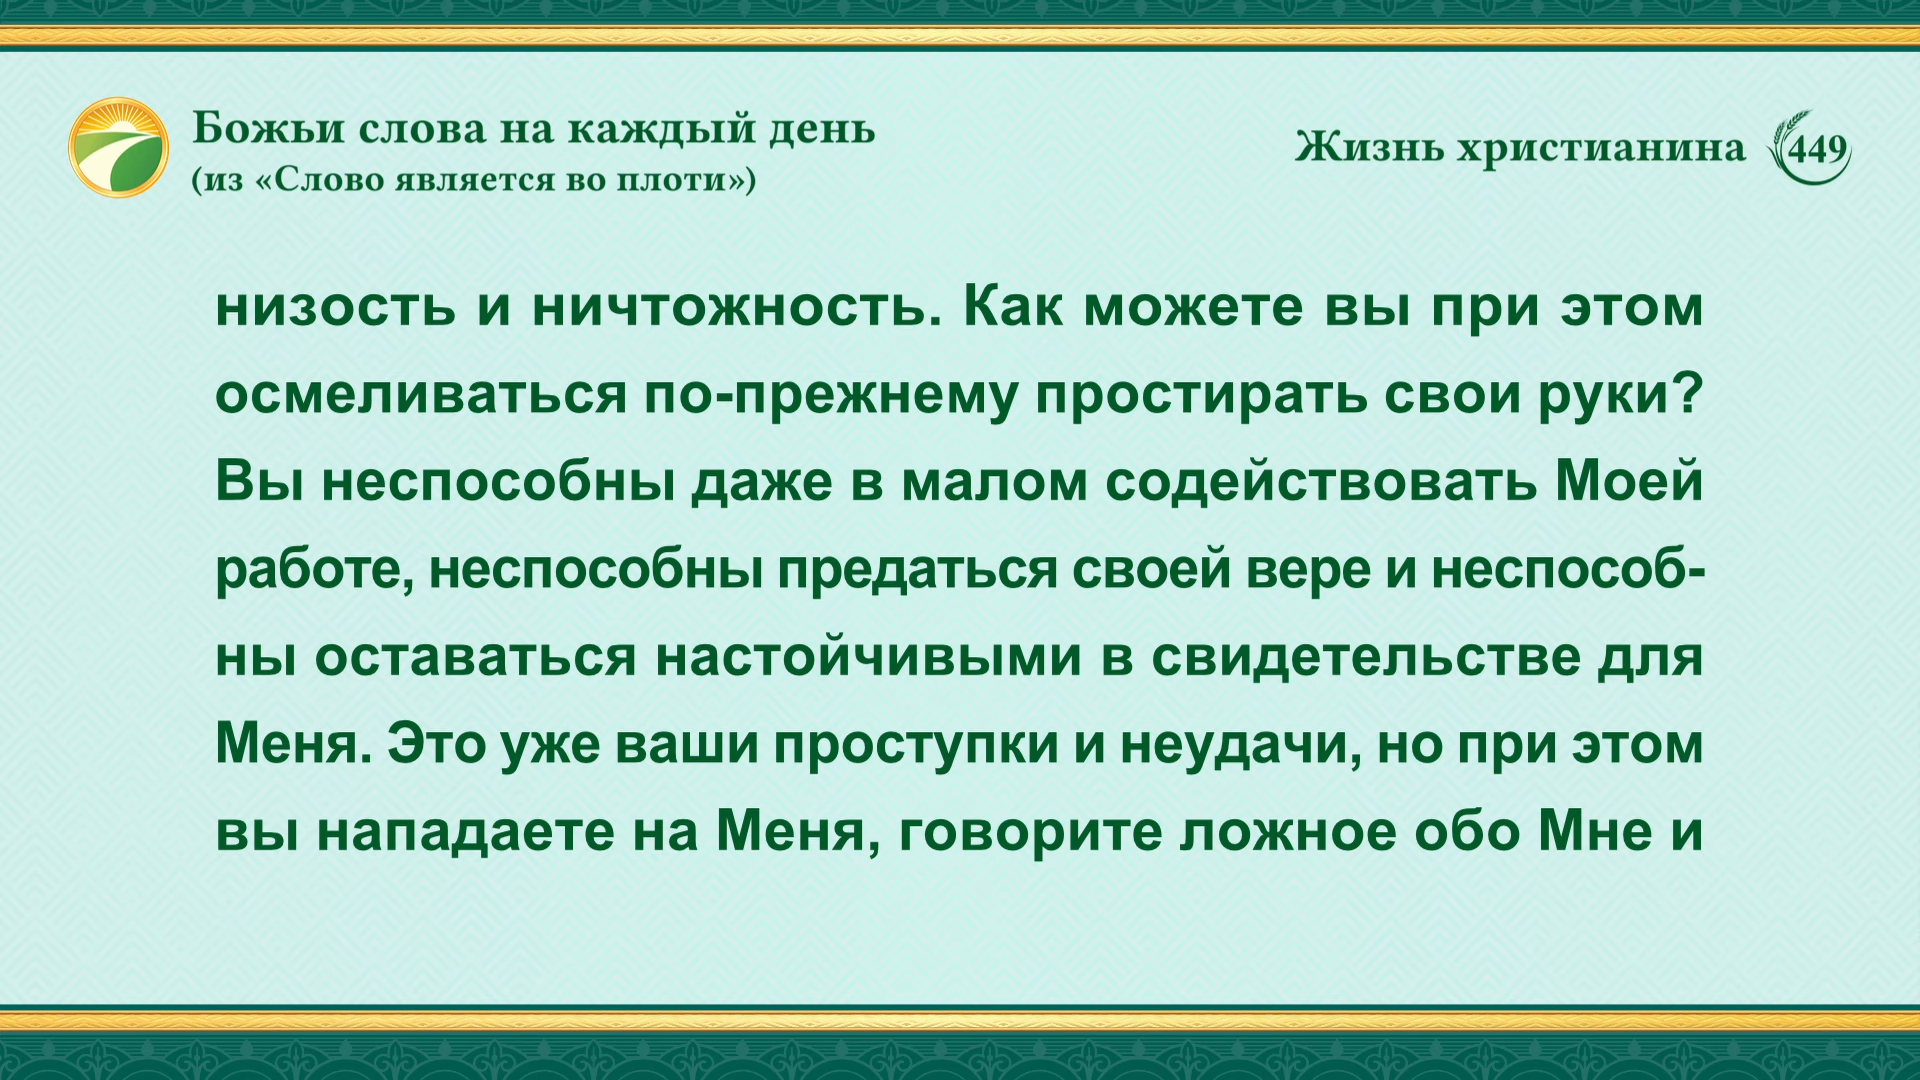 Божьи слова на каждый день
(из «Слово является во плоти»)
Жизнь христианина 449
низость и ничтожность. Как можете вы при этом
осмеливаться по-прежнему простирать свои руки?
Вы неспособны даже в малом содействовать Моей
работе, неспособны предаться своей вере и неспособ-
ны оставаться настойчивыми в свидетельстве для
Меня. Это уже ваши проступки и неудачи, но при этом
вы нападаете на Меня, говорите ложное обо Мне и